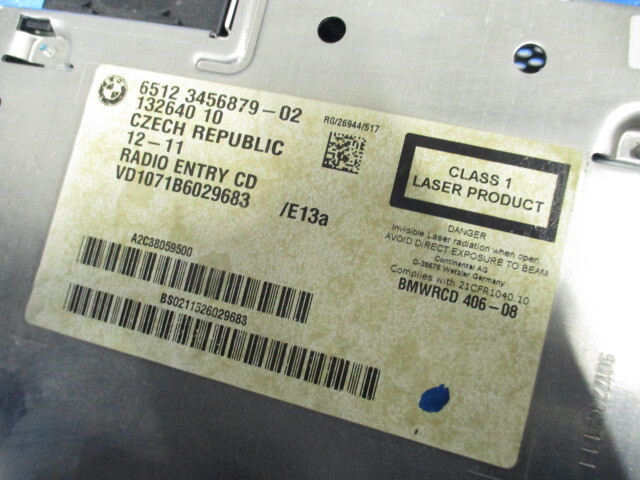 BMW
6512 3456879-02
132640 10
CZECH REPUBLIC
12-11
RADIO ENTRY CD
VD1071B6029683
/E13a
RG/26944/517
CLASS 1
LASER PRODUCT
DANGER
Invisible Laser radiation when open
AVOID DIRECT EXPOSURE TO BEAM
Continental AG
D-35576 Wetzlar Germany
Complies with 21CFR1040.10
BMWRCD 406-08
A2C38059500
BS0211526029683